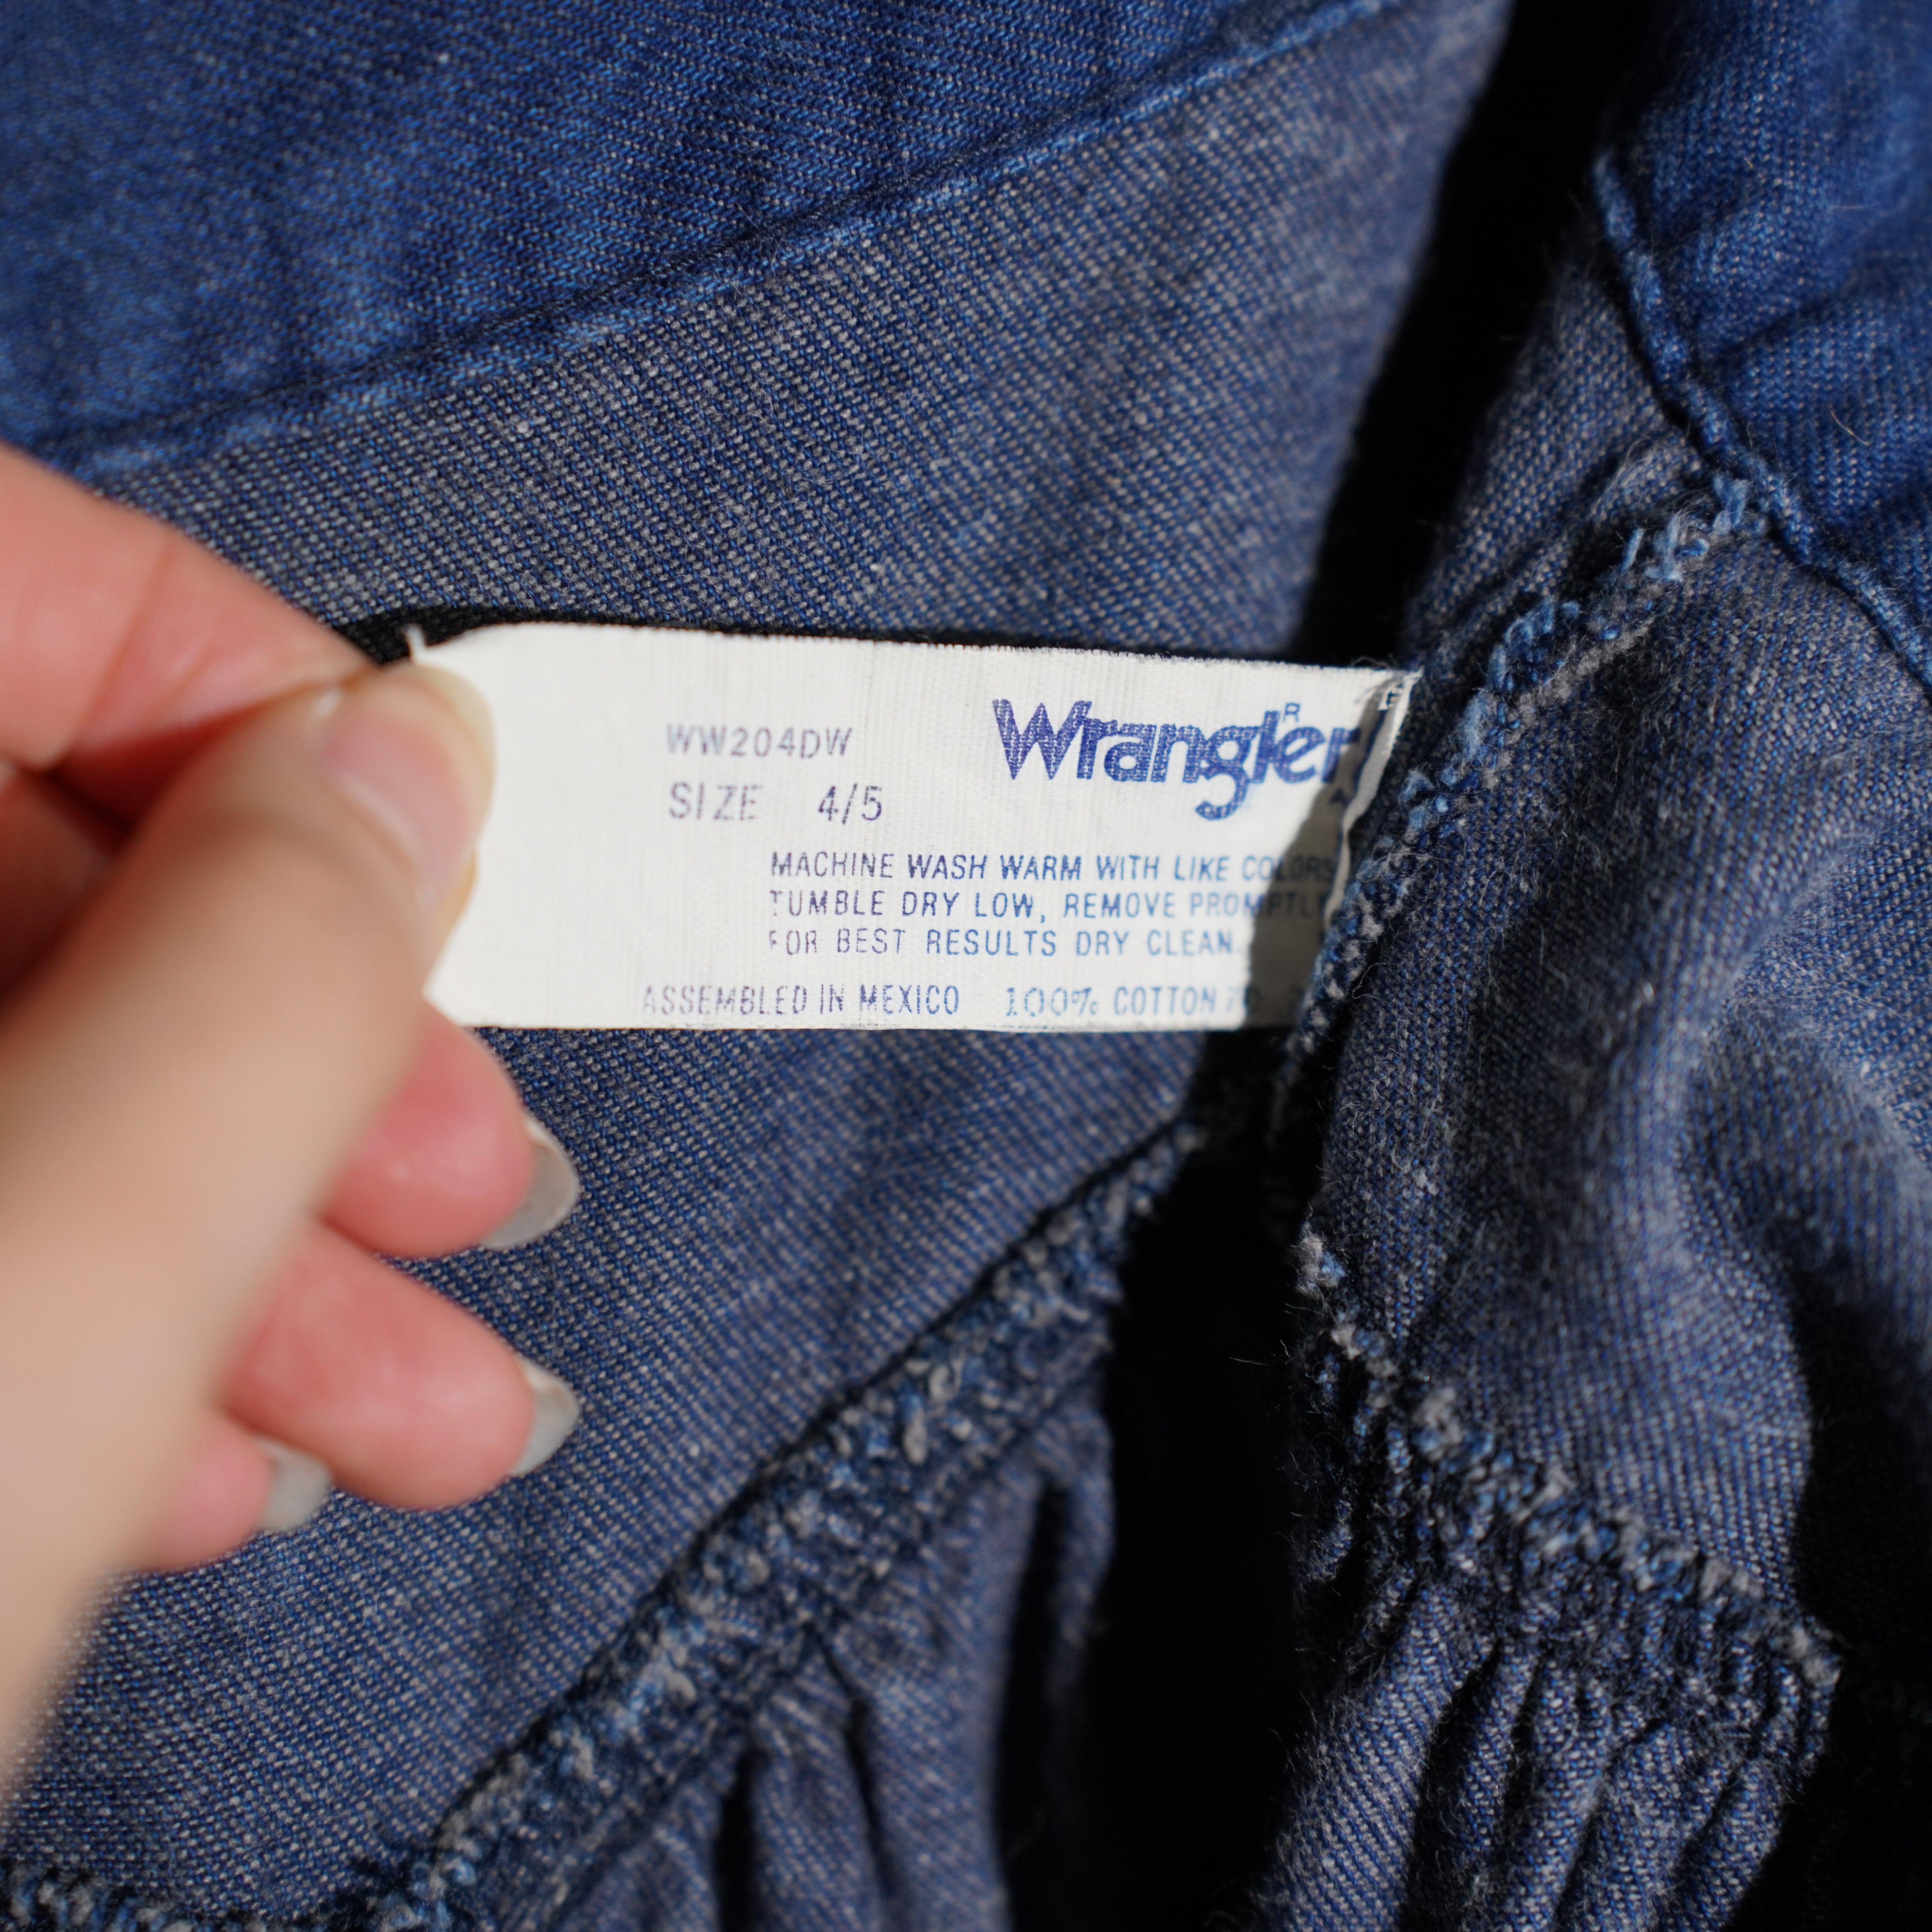 WW204DW
Wrangler
R
SIZE 4/5
MACHINE WASH WARM WITH LIKE COLORS
TUMBLE DRY LOW, REMOVE PROMPTLY
FOR BEST RESULTS DRY CLEAN.
ASSEMBLED IN MEXICO 100% COTTON